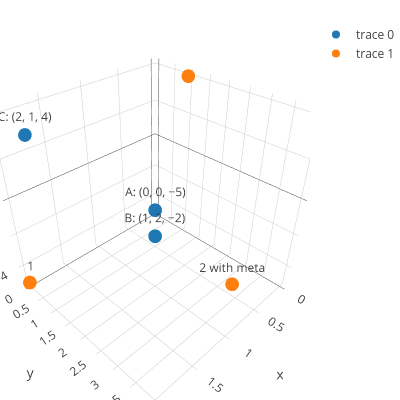 trace 0
trace 1
C: (2, 1, 4)
A: (0, 0, −5)
B: (1, 2, −2)
1
2 with meta
4
0
0.5
1
1.5
2
2.5
3
y
0
0.5
1
1.5
x